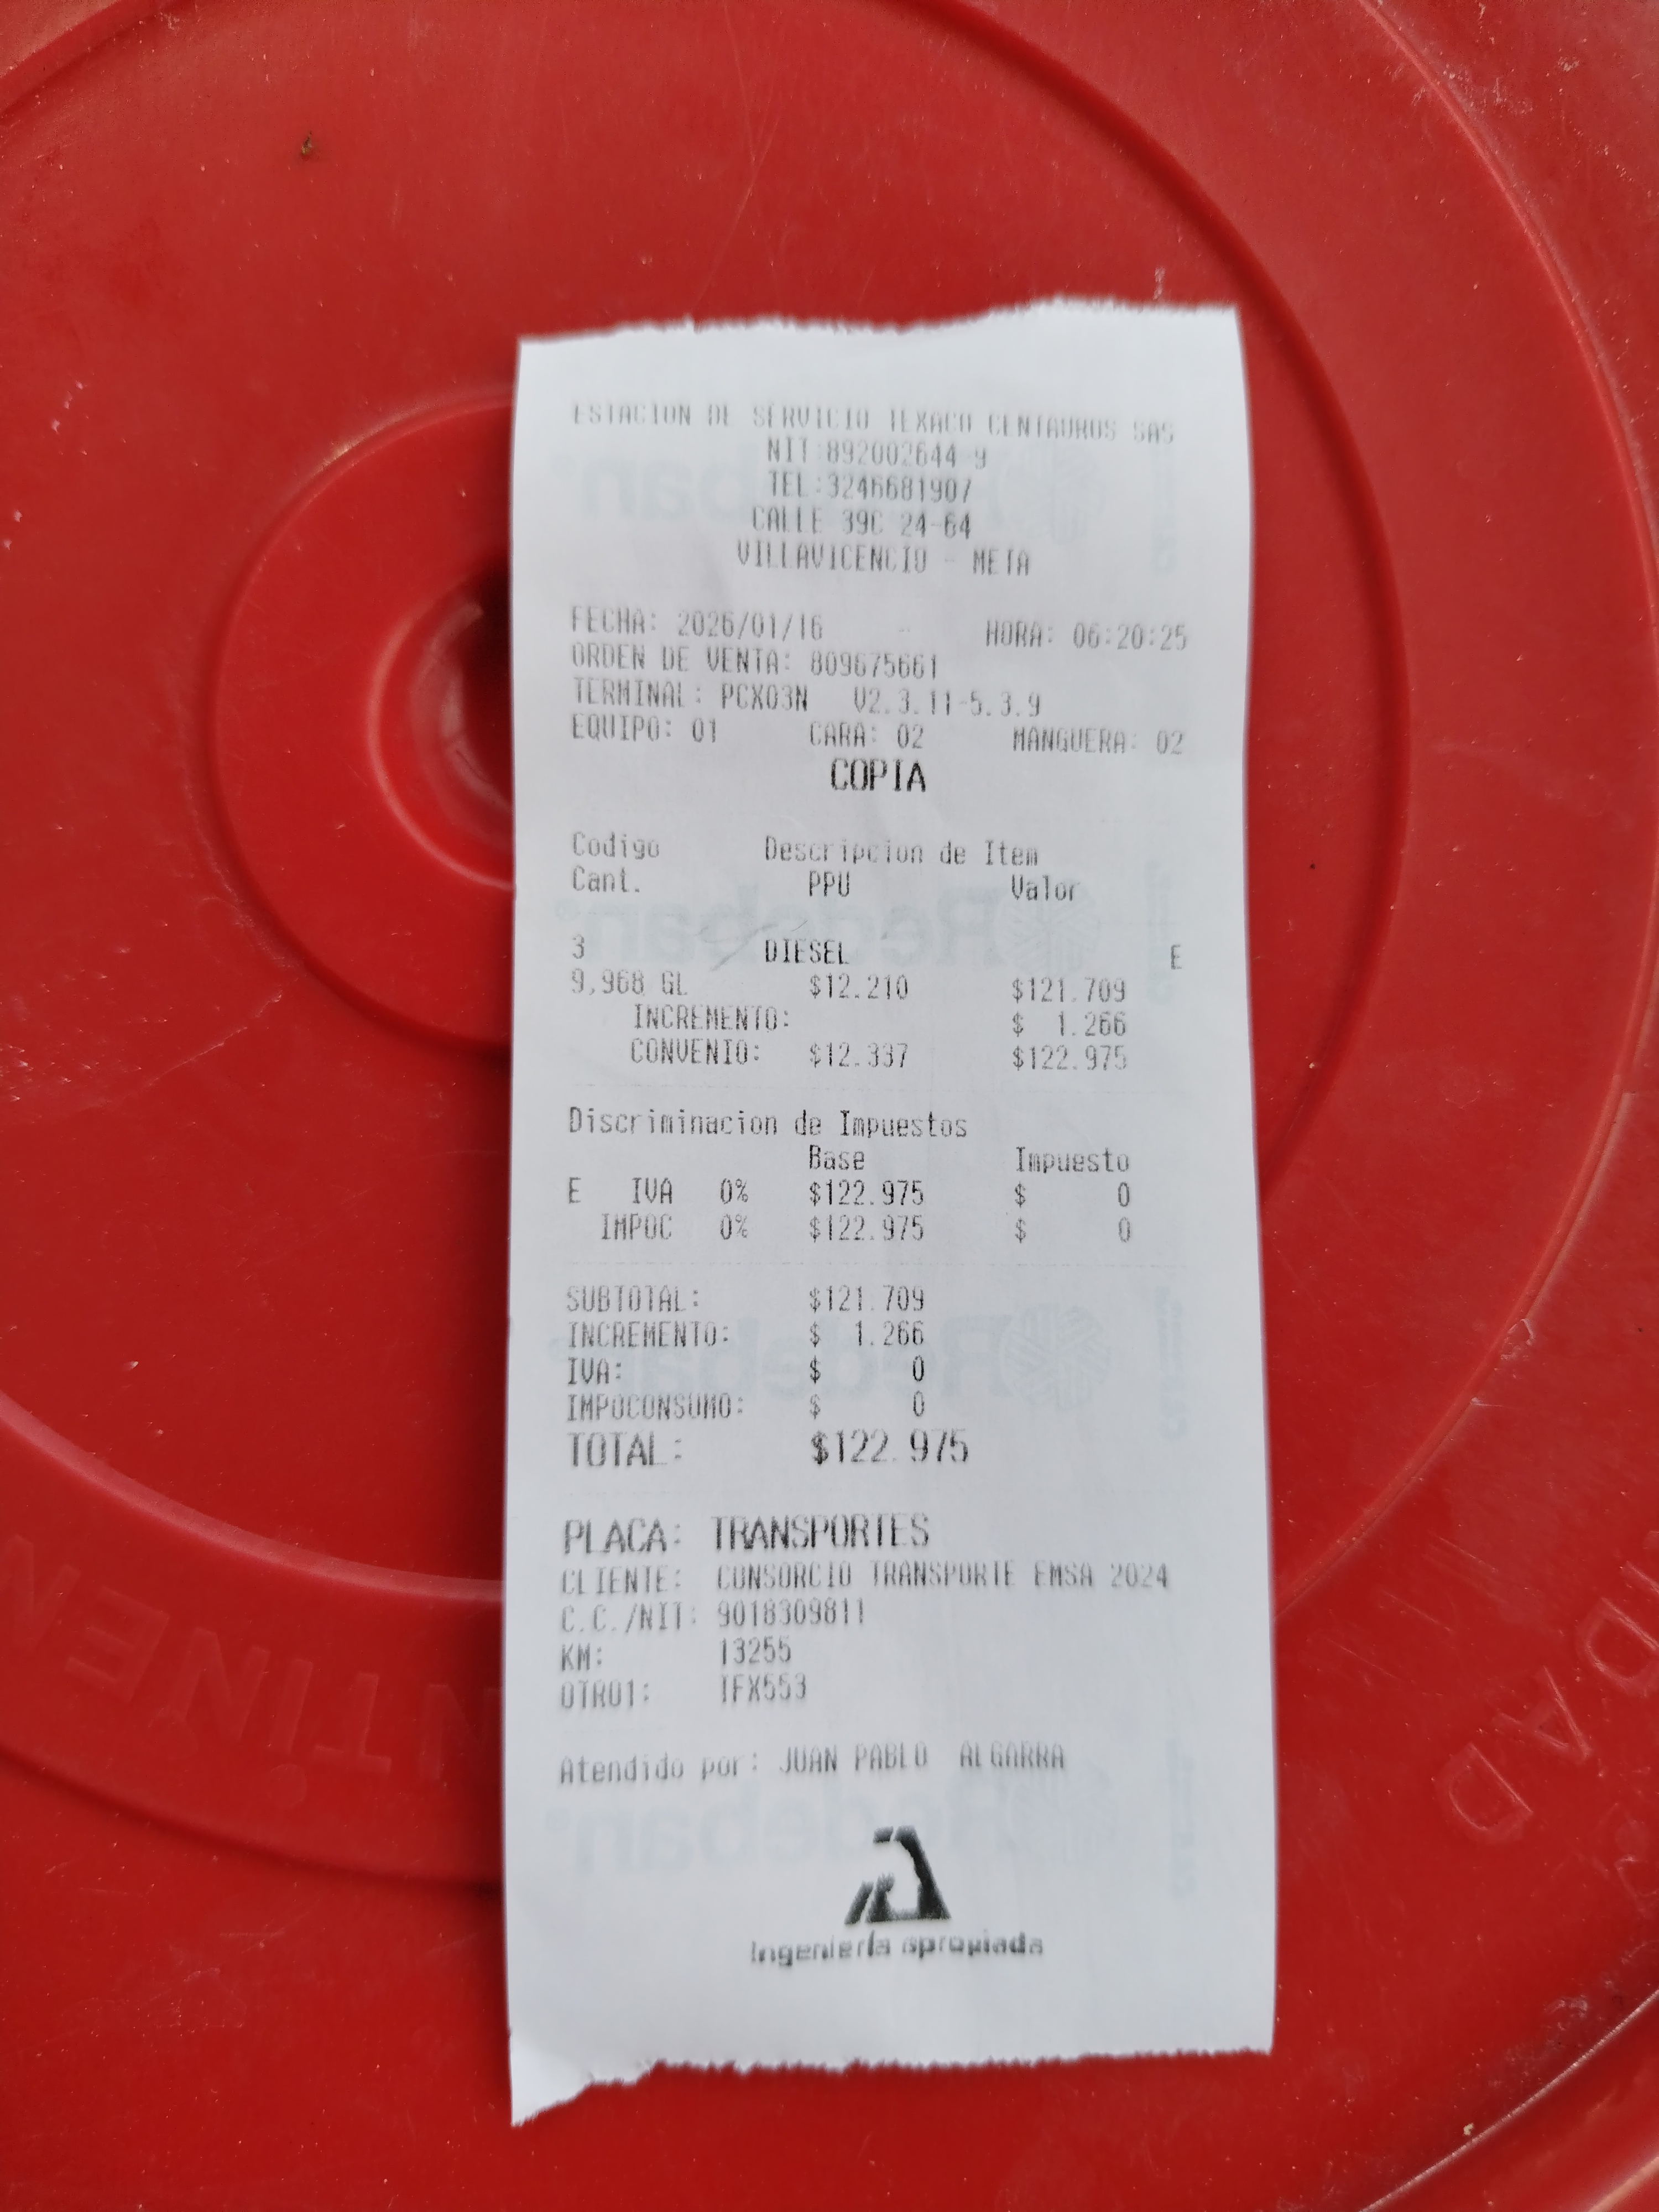 ESTACION DE SERVICIO TEXACO CENTAUROS SAS
NIT:892002644-9
TEL:3246681907
CALLE 39C 24-64
VILLAVICENCIO - META
FECHA: 2026/01/16 - HORA: 06:20:25
ORDEN DE VENTA: 809675661
TERMINAL: PCX03N V2.3.11-5.3.9
EQUIPO: 01 CARA: 02 MANGUERA: 02
COPIA
Codigo Descripcion de Item
Cant. PPU Valor
3 DIESEL E
9,968 GL $12.210 $121.709
INCREMENTO: $ 1.266
CONVENIO: $12.337 $122.975
Discriminacion de Impuestos
Base Impuesto
E IVA 0% $122.975 $ 0
IMPOC 0% $122.975 $ 0
SUBTOTAL: $121.709
INCREMENTO: $ 1.266
IVA: $ 0
IMPOCONSUMO: $ 0
TOTAL: $122.975
PLACA: TRANSPORTES
CLIENTE: CONSORCIO TRANSPORTE EMSA 2024
C.C./NIT: 9018309811
KM: 13255
OTRO1: IFX553
Atendido por: JUAN PABLO ALGARRA
Ingeniería apropiada